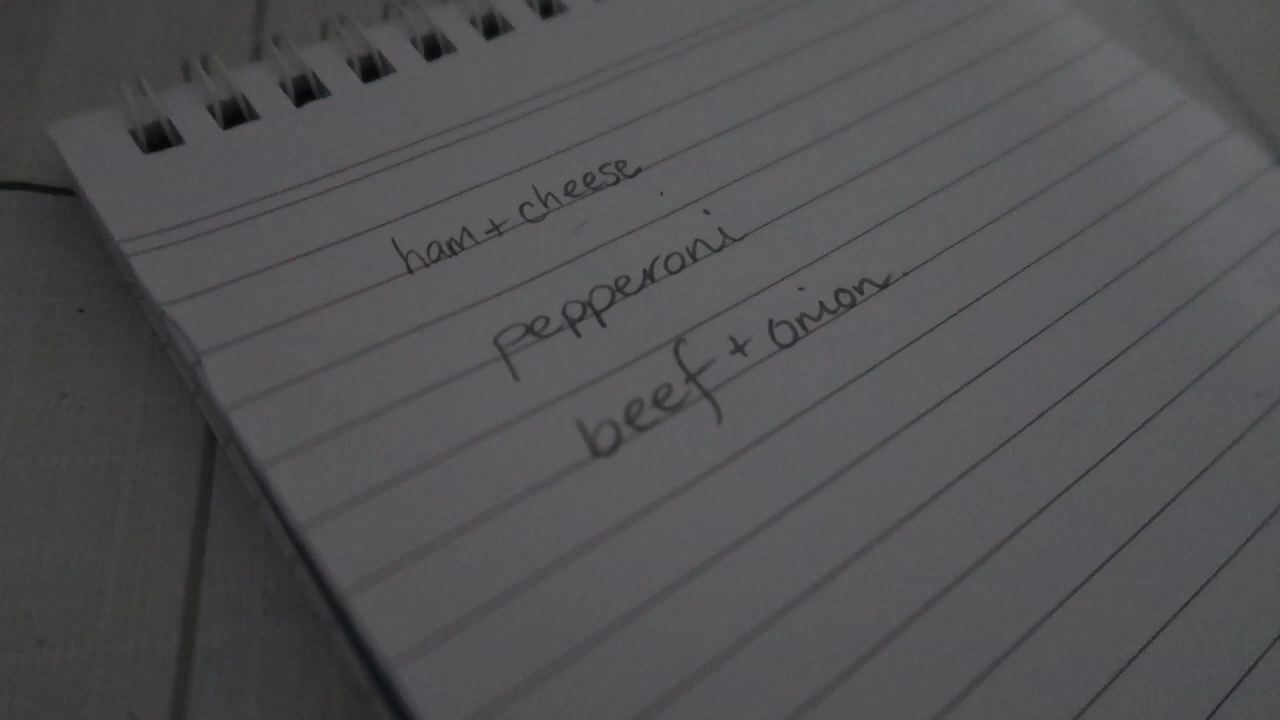 ham + cheese
pepperoni
beef + onion